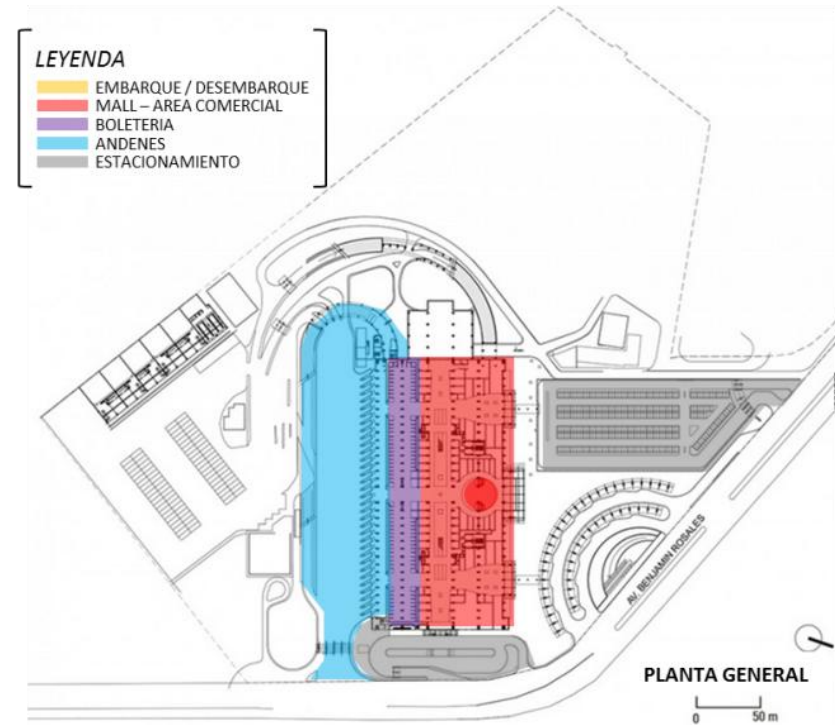 LEYENDA
EMBARQUE / DESEMBARQUE
MALL – AREA COMERCIAL
BOLETERIA
ANDENES
ESTACIONAMIENTO
AV. BENJAMIN ROSALES
PLANTA GENERAL
0 50 m